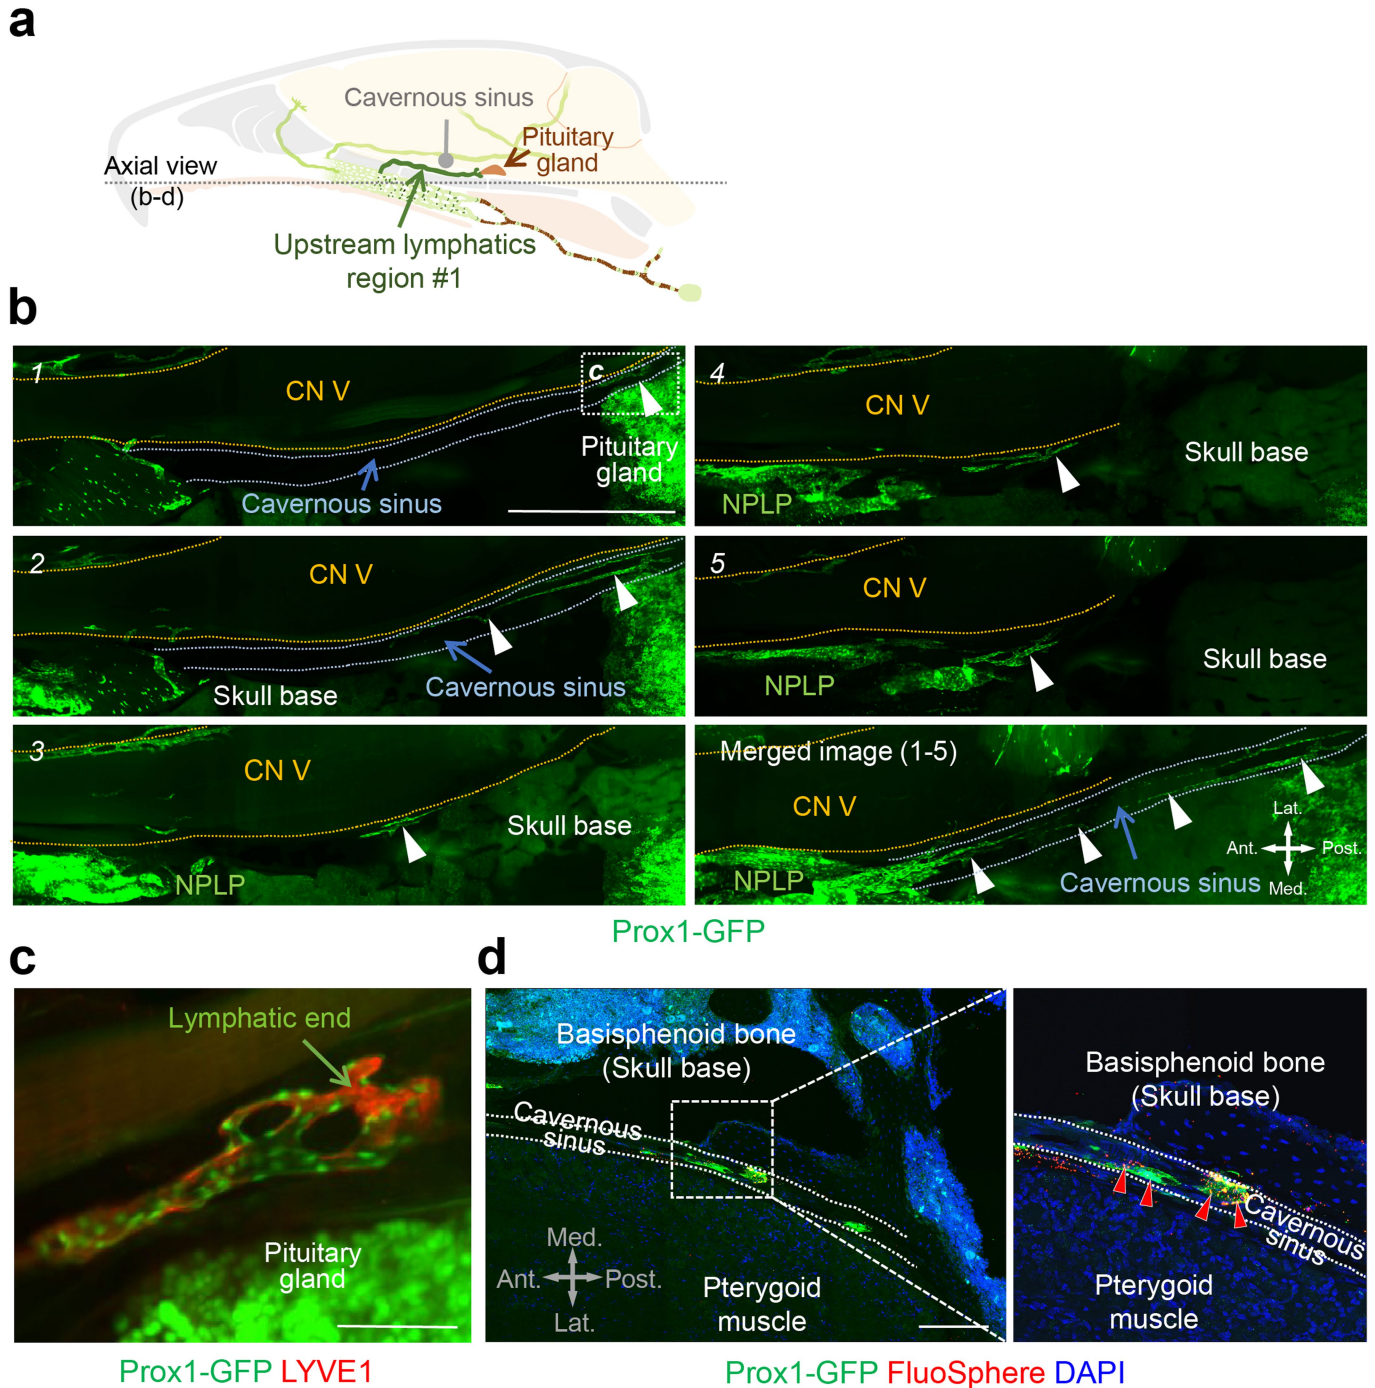 a
Cavernous sinus
Pituitary
gland
Axial view
(b-d)
Upstream lymphatics
region #1
b
1
CN V
c
Pituitary
gland
Cavernous sinus
2
CN V
Cavernous sinus
Skull base
3
CN V
Skull base
NPLP
4
CN V
Skull base
NPLP
5
CN V
Skull base
NPLP
Merged image (1-5)
CN V
Lat.
Ant.
Post.
Med.
NPLP
Cavernous sinus
Prox1-GFP
c
Lymphatic end
Pituitary
gland
Prox1-GFP LYVE1
d
Basisphenoid bone
(Skull base)
Cavernous
sinus
Med.
Ant.
Post.
Lat.
Pterygoid
muscle
Basisphenoid bone
(Skull base)
Cavernous
sinus
Pterygoid
muscle
Prox1-GFP FluoSphere DAPI